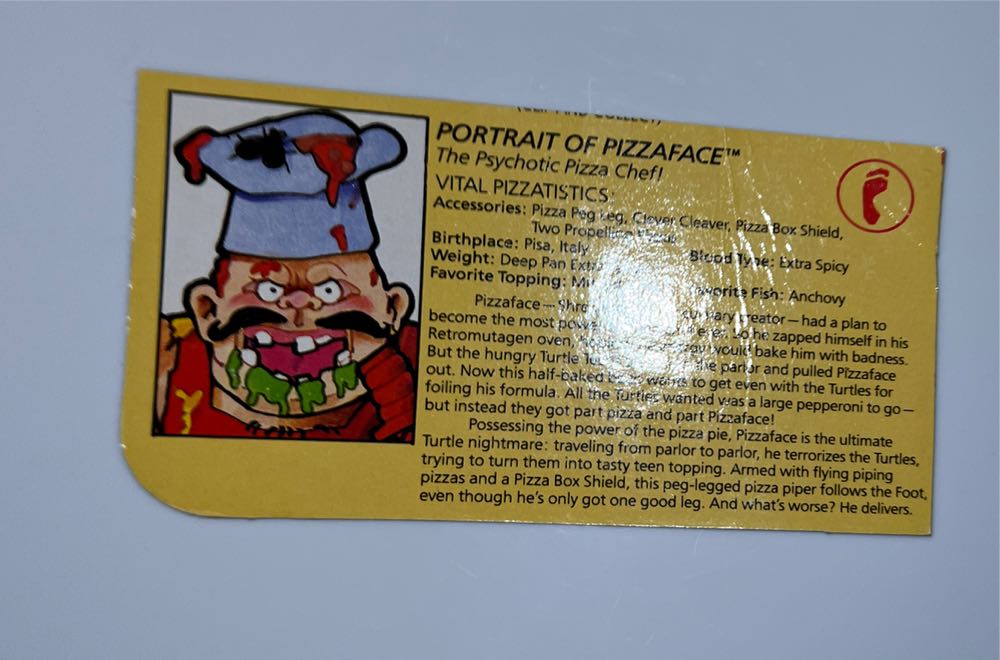 PORTRAIT OF PIZZAFACE™
The Psychotic Pizza Chef!
VITAL PIZZATISTICS:
Accessories: Pizza Peg Leg, Clever Cleaver, Pizza Box Shield,
Two Propelling
Birthplace: Pisa, Italy Blood Type: Extra Spicy
Weight: Deep Pan Extra
Favorite Topping: Favorite Fish: Anchovy
Pizzaface— creator—had a plan to
become the most So he zapped himself in his
Retromutagen oven, would bake him with badness.
But the hungry Turtle parlor and pulled Pizzaface
out. Now this half-baked wants to get even with the Turtles for
foiling his formula. All the Turtles wanted was a large pepperoni to go—
but instead they got part pizza and part Pizzaface!
Possessing the power of the pizza pie, Pizzaface is the ultimate
Turtle nightmare: traveling from parlor to parlor, he terrorizes the Turtles,
trying to turn them into tasty teen topping. Armed with flying piping
pizzas and a Pizza Box Shield, this peg-legged pizza piper follows the Foot,
even though he's only got one good leg. And what's worse? He delivers.